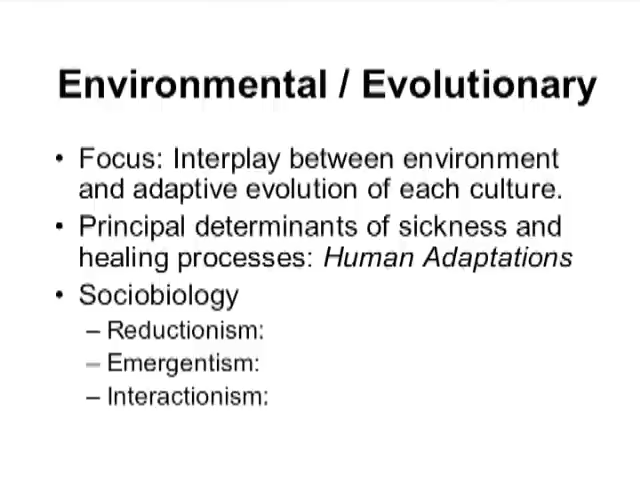 Environmental / Evolutionary
• Focus: Interplay between environment
and adaptive evolution of each culture.
• Principal determinants of sickness and
healing processes: Human Adaptations
• Sociobiology
– Reductionism:
– Emergentism:
– Interactionism: